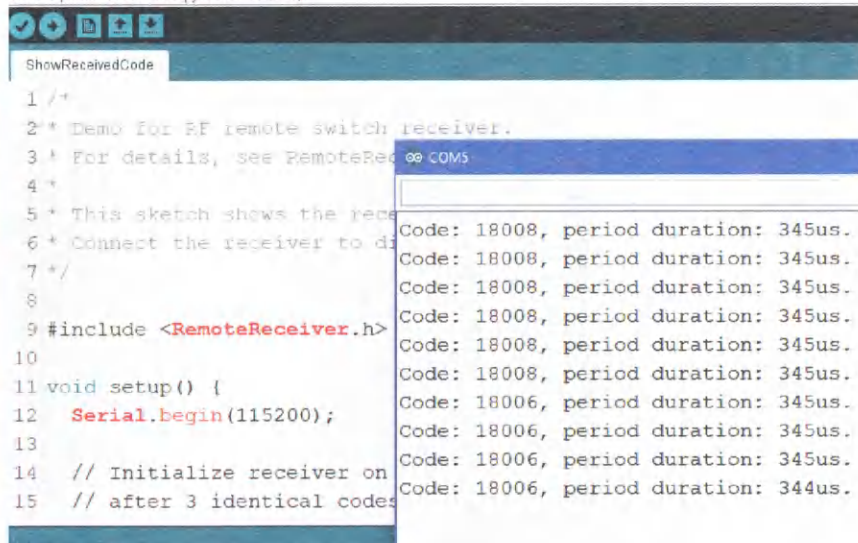 ShowReceivedCode
1 /*
2 * Demo for RF remote switch receiver.
3 * For details, see RemoteRec
4 *
5 * This sketch shows the rece
6 * Connect the receiver to di
7 */
8
9 #include <RemoteReceiver.h>
10
11 void setup() {
12 Serial.begin(115200);
13
14 // Initialize receiver on
15 // after 3 identical codes
COM5
Code: 18008, period duration: 345us.
Code: 18008, period duration: 345us.
Code: 18008, period duration: 345us.
Code: 18008, period duration: 345us.
Code: 18008, period duration: 345us.
Code: 18008, period duration: 345us.
Code: 18006, period duration: 345us.
Code: 18006, period duration: 345us.
Code: 18006, period duration: 345us.
Code: 18006, period duration: 344us.